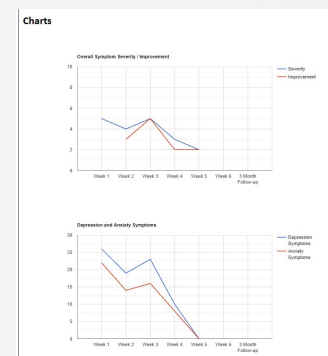 Charts
Overall Symptom Severity / Improvement
10
8
6
4
2
0
Week 1 Week 2 Week 3 Week 4 Week 5 Week 6 3 Month
Follow-up
Severity
Improvement
Depression and Anxiety Symptoms
30
25
20
15
10
5
0
Week 1 Week 2 Week 3 Week 4 Week 5 Week 6 3 Month
Follow-up
Depression
Symptoms
Anxiety
Symptoms